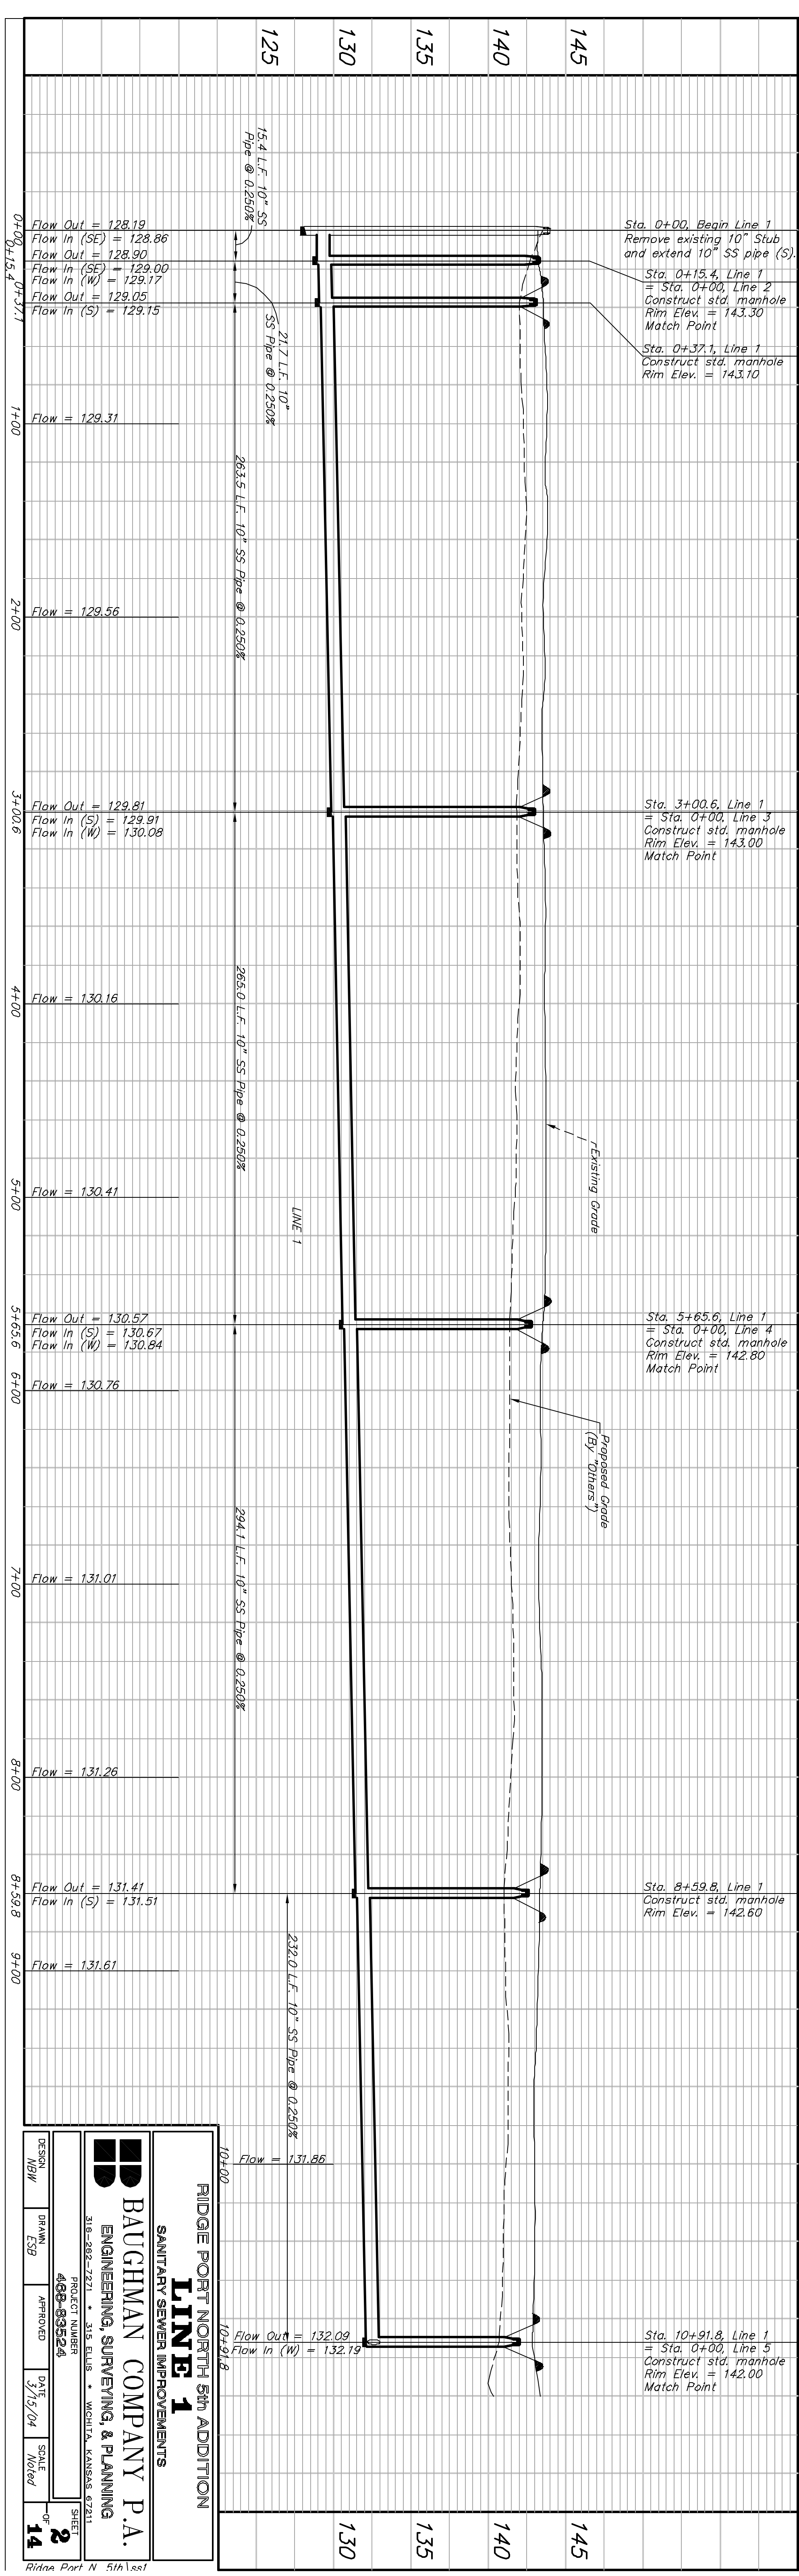 125
130
135
140
145
15.4 L.F. 10" SS
Pipe @ 0.250%
0+00
0+15.4
0+37.1
Flow Out = 128.19
Flow In (SE) = 128.86
Flow Out = 128.90
Flow In (SE) = 129.00
Flow In (W) = 129.17
Flow Out = 129.05
Flow In (S) = 129.15
Sta. 0+00, Begin Line 1
Remove existing 10" Stub
and extend 10" SS pipe (S).
Sta. 0+15.4, Line 1
= Sta. 0+00, Line 2
Construct std. manhole
Rim Elev. = 143.30
Match Point
Sta. 0+37.1, Line 1
Construct std. manhole
Rim Elev. = 143.10
21.7 L.F. 10"
SS Pipe @ 0.250%
1+00
Flow = 129.31
263.5 L.F. 10" SS Pipe @ 0.250%
2+00
Flow = 129.56
3+00.6
Flow Out = 129.81
Flow In (S) = 129.91
Flow In (W) = 130.08
Sta. 3+00.6, Line 1
= Sta. 0+00, Line 3
Construct std. manhole
Rim Elev. = 143.00
Match Point
4+00
Flow = 130.16
265.0 L.F. 10" SS Pipe @ 0.250%
Existing Grade
5+00
Flow = 130.41
LINE 1
5+65.6
Flow Out = 130.57
Flow In (S) = 130.67
Flow In (W) = 130.84
Sta. 5+65.6, Line 1
= Sta. 0+00, Line 4
Construct std. manhole
Rim Elev. = 142.80
Match Point
6+00
Flow = 130.76
Proposed Grade
(By "Others")
294.1 L.F. 10" SS Pipe @ 0.250%
7+00
Flow = 131.01
8+00
Flow = 131.26
8+59.8
Flow Out = 131.41
Flow In (S) = 131.51
Sta. 8+59.8, Line 1
Construct std. manhole
Rim Elev. = 142.60
9+00
Flow = 131.61
232.0 L.F. 10" SS Pipe @ 0.250%
10+00
Flow = 131.86
10+91.8
Flow Out = 132.09
Flow In (W) = 132.19
Sta. 10+91.8, Line 1
= Sta. 0+00, Line 5
Construct std. manhole
Rim Elev. = 142.00
Match Point
130
135
140
145
RIDGE PORT NORTH 5th ADDITION
LINE 1
SANITARY SEWER IMPROVEMENTS
BAUGHMAN COMPANY P.A.
ENGINEERING, SURVEYING, & PLANNING
316-262-7271 * 315 ELLIS * WICHITA, KANSAS 67211
PROJECT NUMBER
468-83524
DESIGN
NBW
DRAWN
ESB
APPROVED
DATE
3/15/04
SCALE
Noted
SHEET
2
OF
14
Ridge Port N. 5th\ss1